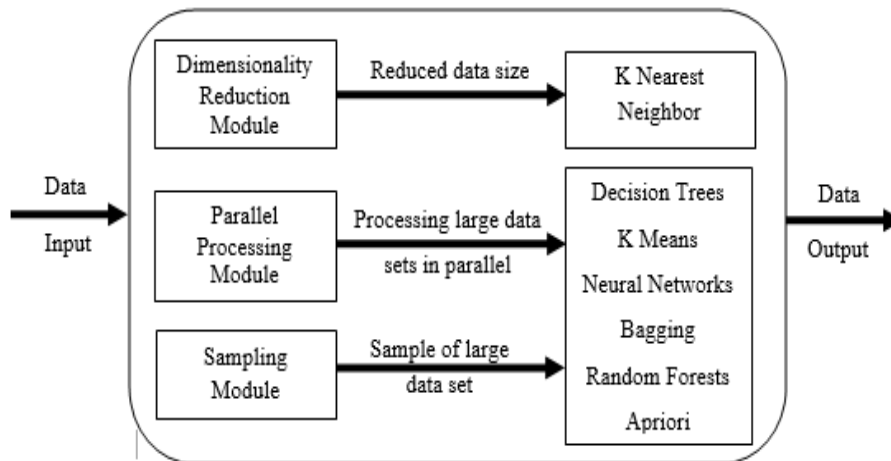 Dimensionality
Reduction
Module
Reduced data size
K Nearest
Neighbor
Data
Input
Parallel
Processing
Module
Processing large data
sets in parallel
Decision Trees
K Means
Neural Networks
Bagging
Random Forests
Apriori
Sampling
Module
Sample of large
data set
Data
Output